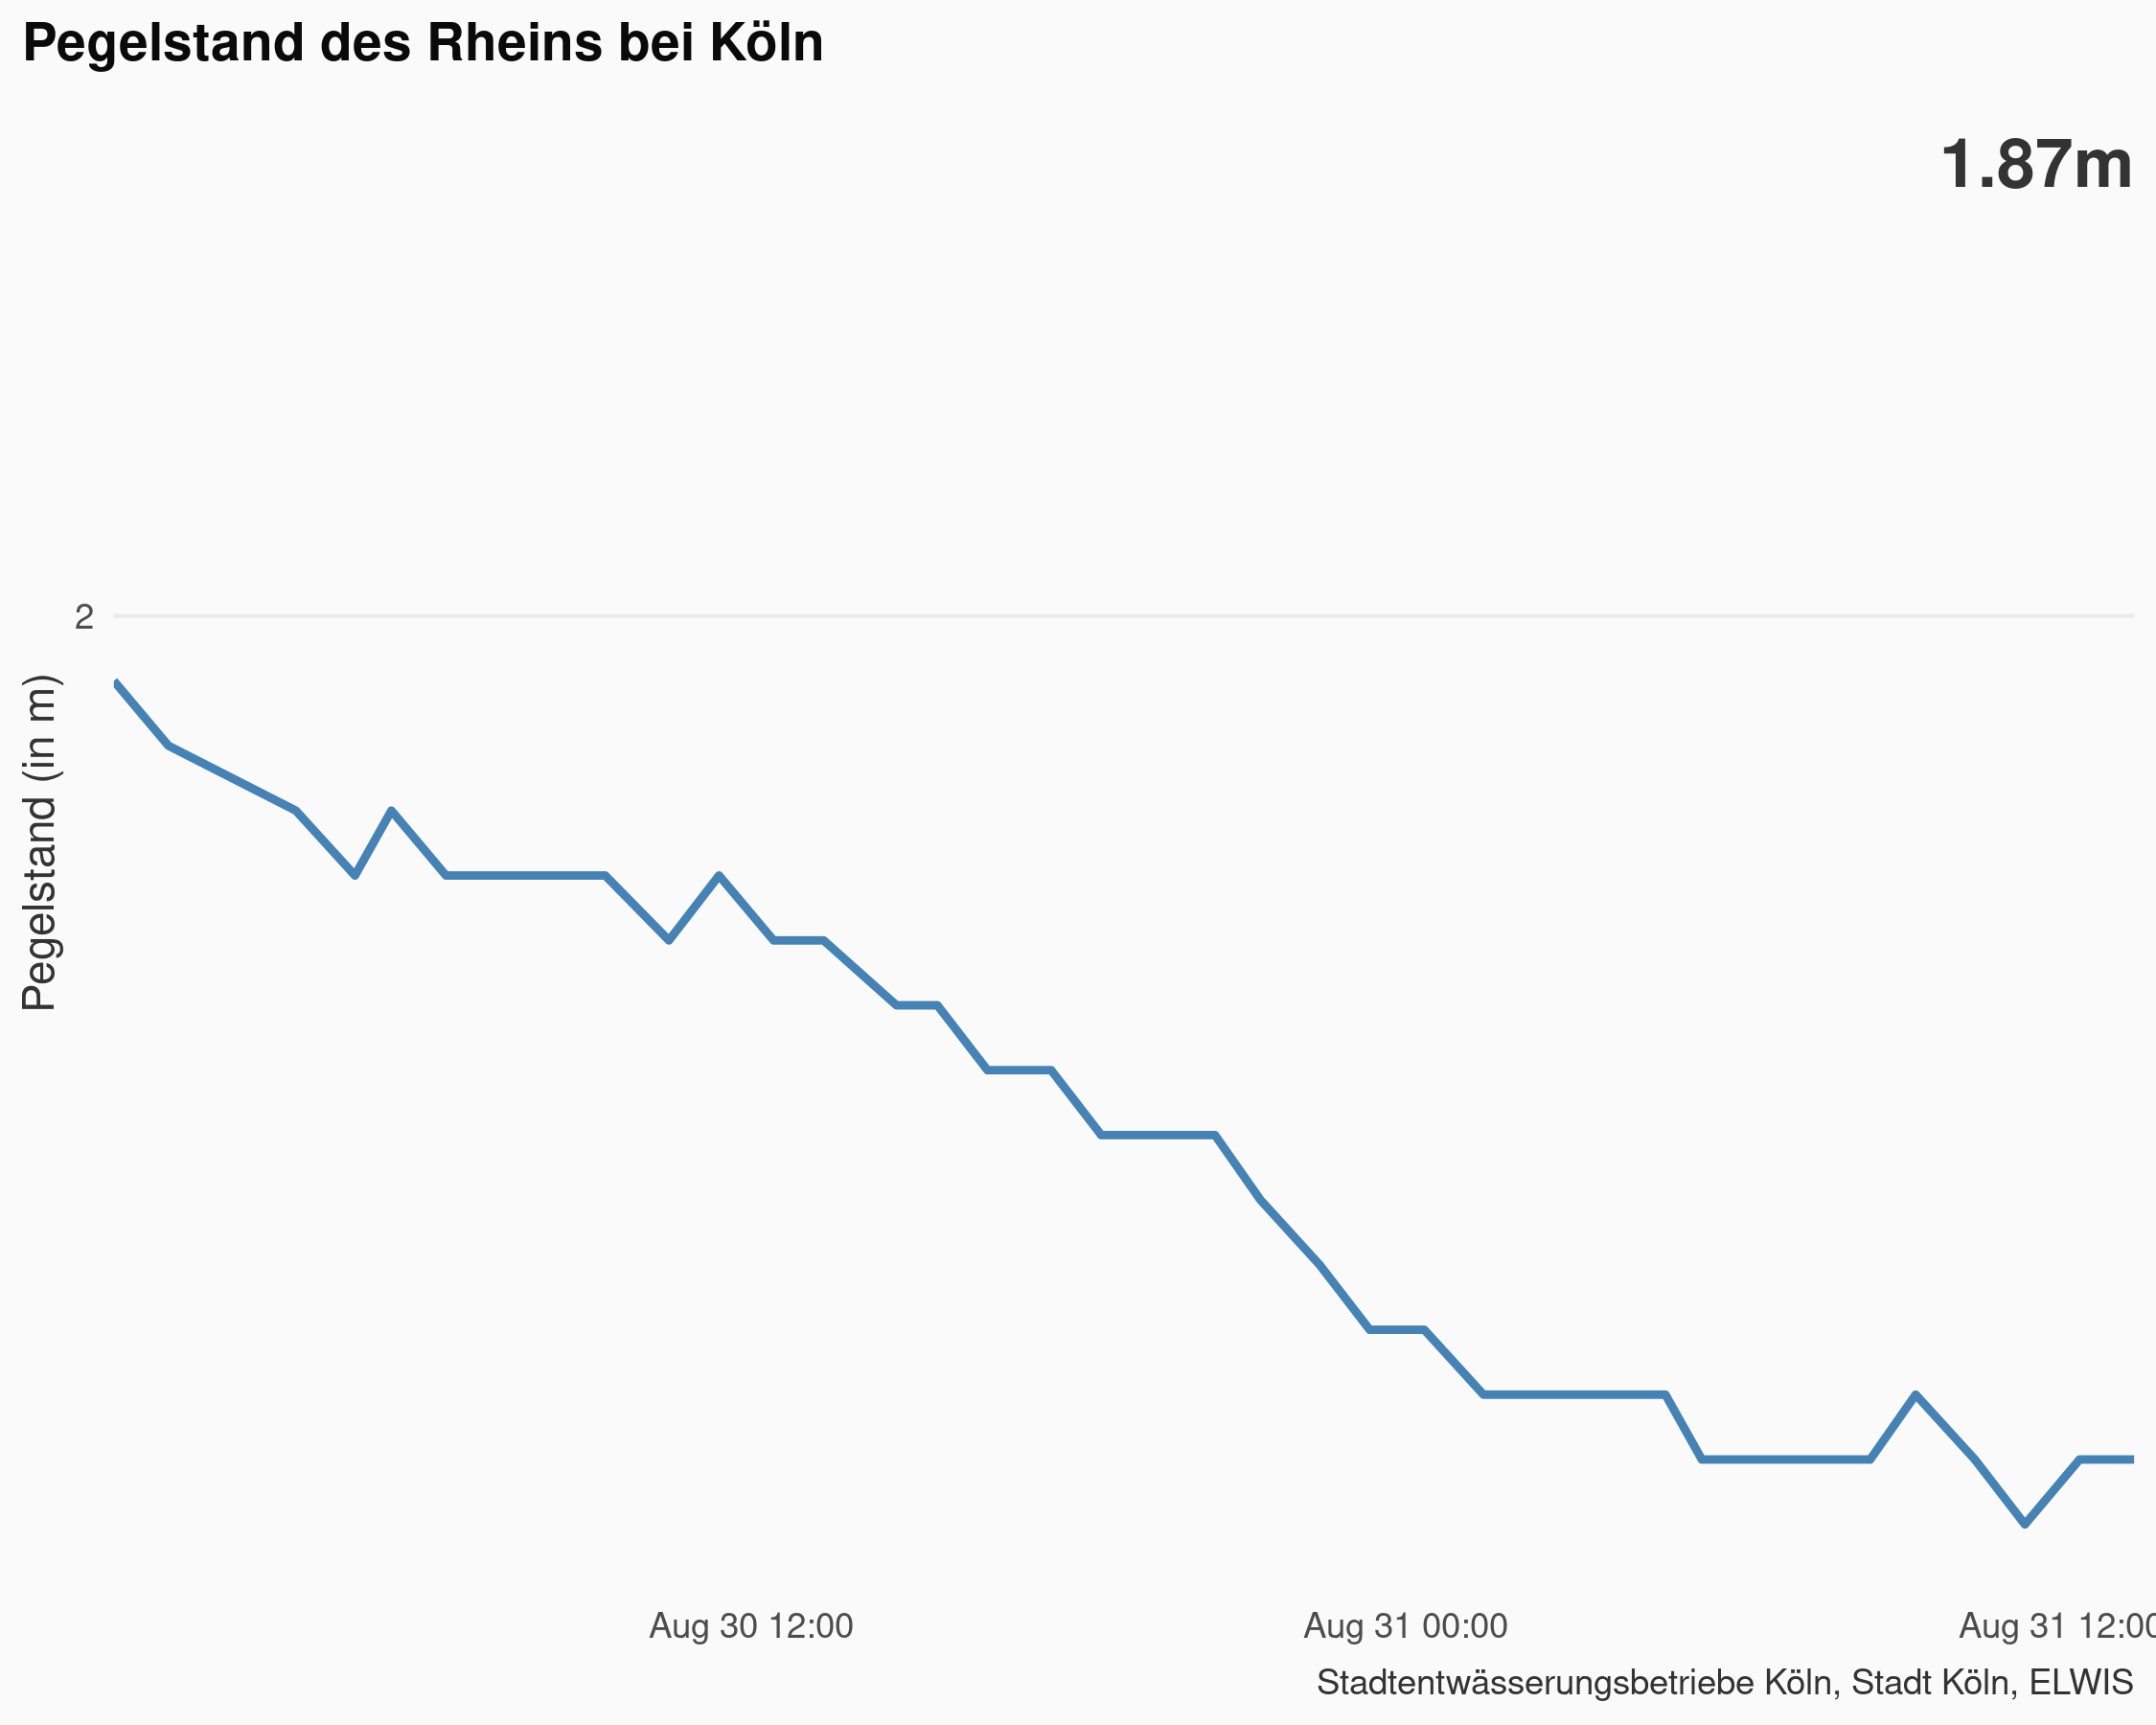 Pegelstand des Rheins bei Köln
1.87m
2
Pegelstand (in m)
Aug 30 12:00
Aug 31 00:00
Aug 31 12:00
Stadtentwässerungsbetriebe Köln, Stadt Köln, ELWIS